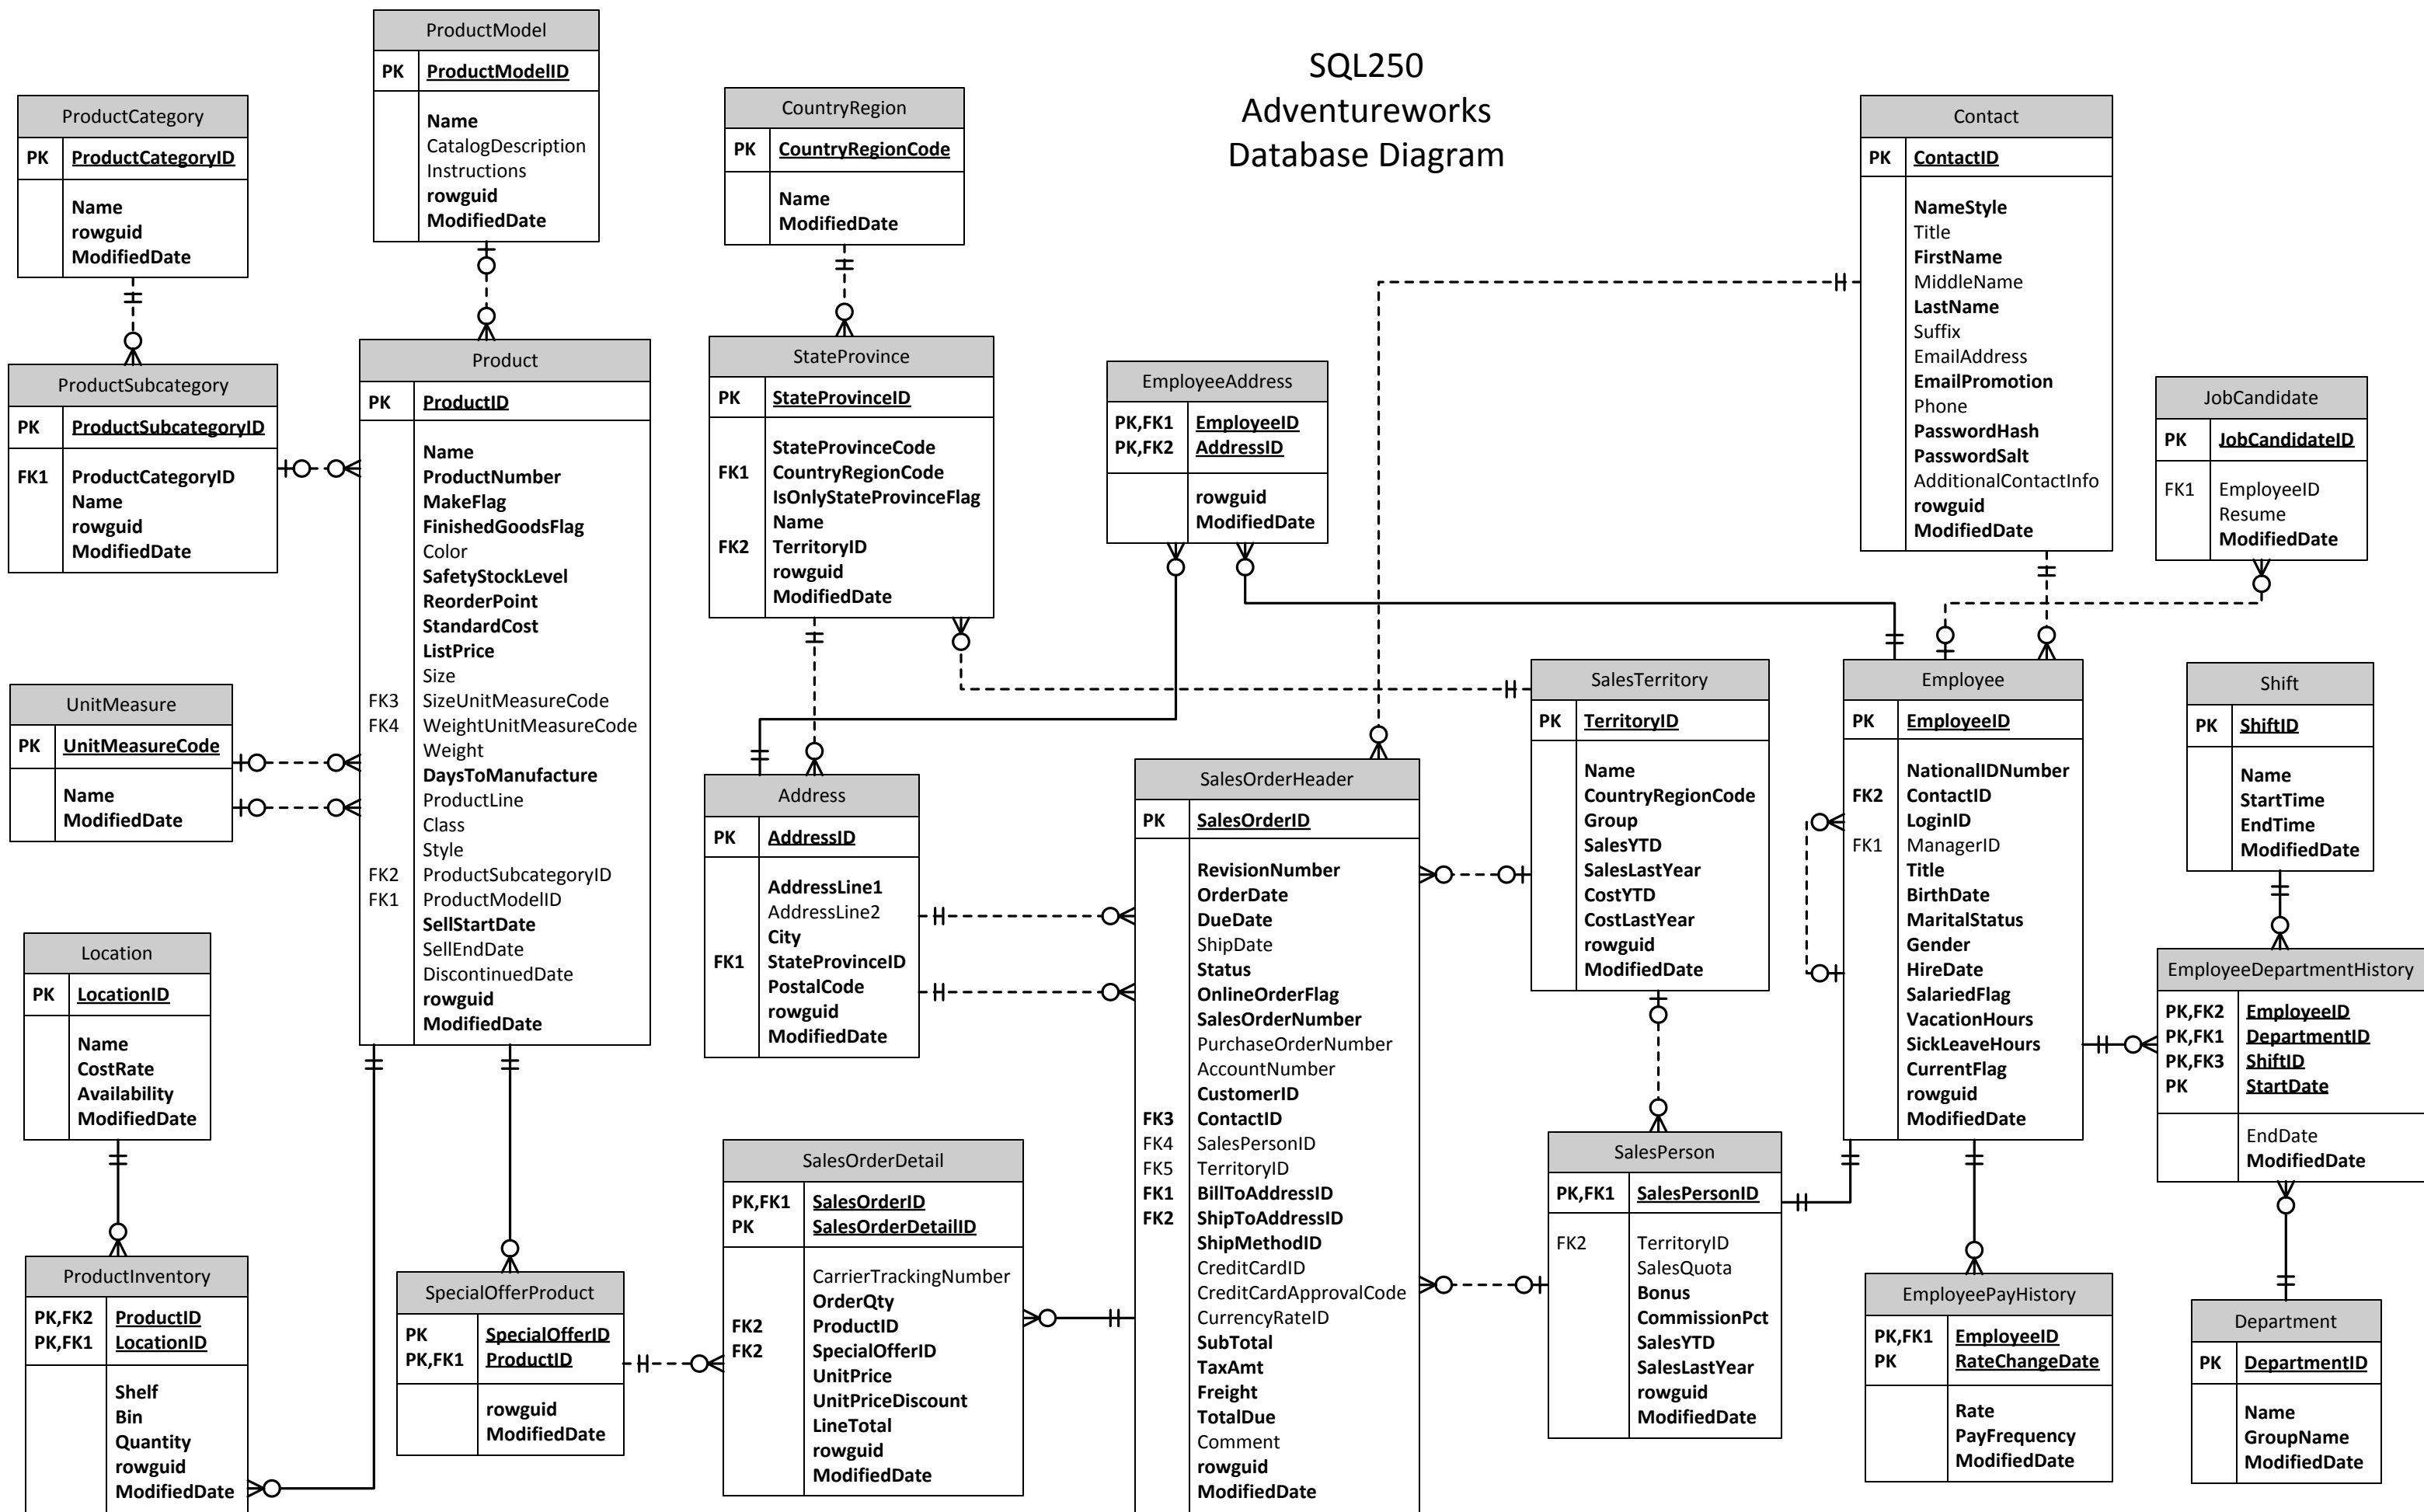 SQL250
Adventureworks
Database Diagram
ProductModel
PK ProductModelID
Name
CatalogDescription
Instructions
rowguid
ModifiedDate
ProductCategory
PK ProductCategoryID
Name
rowguid
ModifiedDate
CountryRegion
PK CountryRegionCode
Name
ModifiedDate
Contact
PK ContactID
NameStyle
Title
FirstName
MiddleName
LastName
Suffix
EmailAddress
EmailPromotion
Phone
PasswordHash
PasswordSalt
AdditionalContactInfo
rowguid
ModifiedDate
ProductSubcategory
PK ProductSubcategoryID
FK1 ProductCategoryID
Name
rowguid
ModifiedDate
Product
PK ProductID
Name
ProductNumber
MakeFlag
FinishedGoodsFlag
Color
SafetyStockLevel
ReorderPoint
StandardCost
ListPrice
Size
FK3 SizeUnitMeasureCode
FK4 WeightUnitMeasureCode
Weight
DaysToManufacture
ProductLine
Class
Style
FK2 ProductSubcategoryID
FK1 ProductModelID
SellStartDate
SellEndDate
DiscontinuedDate
rowguid
ModifiedDate
StateProvince
PK StateProvinceID
StateProvinceCode
FK1 CountryRegionCode
IsOnlyStateProvinceFlag
Name
FK2 TerritoryID
rowguid
ModifiedDate
EmployeeAddress
PK,FK1 EmployeeID
PK,FK2 AddressID
rowguid
ModifiedDate
JobCandidate
PK JobCandidateID
FK1 EmployeeID
Resume
ModifiedDate
UnitMeasure
PK UnitMeasureCode
Name
ModifiedDate
Address
PK AddressID
AddressLine1
AddressLine2
City
FK1 StateProvinceID
PostalCode
rowguid
ModifiedDate
SalesOrderHeader
PK SalesOrderID
RevisionNumber
OrderDate
DueDate
ShipDate
Status
OnlineOrderFlag
SalesOrderNumber
PurchaseOrderNumber
AccountNumber
CustomerID
FK3 ContactID
FK4 SalesPersonID
FK5 TerritoryID
FK1 BillToAddressID
FK2 ShipToAddressID
ShipMethodID
CreditCardID
CreditCardApprovalCode
CurrencyRateID
SubTotal
TaxAmt
Freight
TotalDue
Comment
rowguid
ModifiedDate
SalesTerritory
PK TerritoryID
Name
CountryRegionCode
Group
SalesYTD
SalesLastYear
CostYTD
CostLastYear
rowguid
ModifiedDate
Employee
PK EmployeeID
NationalIDNumber
FK2 ContactID
LoginID
FK1 ManagerID
Title
BirthDate
MaritalStatus
Gender
HireDate
SalariedFlag
VacationHours
SickLeaveHours
CurrentFlag
rowguid
ModifiedDate
Shift
PK ShiftID
Name
StartTime
EndTime
ModifiedDate
Location
PK LocationID
Name
CostRate
Availability
ModifiedDate
EmployeeDepartmentHistory
PK,FK2 EmployeeID
PK,FK1 DepartmentID
PK,FK3 ShiftID
PK StartDate
EndDate
ModifiedDate
ProductInventory
PK,FK2 ProductID
PK,FK1 LocationID
Shelf
Bin
Quantity
rowguid
ModifiedDate
SpecialOfferProduct
PK SpecialOfferID
PK,FK1 ProductID
rowguid
ModifiedDate
SalesOrderDetail
PK,FK1 SalesOrderID
PK SalesOrderDetailID
CarrierTrackingNumber
OrderQty
FK2 ProductID
FK2 SpecialOfferID
UnitPrice
UnitPriceDiscount
LineTotal
rowguid
ModifiedDate
SalesPerson
PK,FK1 SalesPersonID
FK2 TerritoryID
SalesQuota
Bonus
CommissionPct
SalesYTD
SalesLastYear
rowguid
ModifiedDate
EmployeePayHistory
PK,FK1 EmployeeID
PK RateChangeDate
Rate
PayFrequency
ModifiedDate
Department
PK DepartmentID
Name
GroupName
ModifiedDate